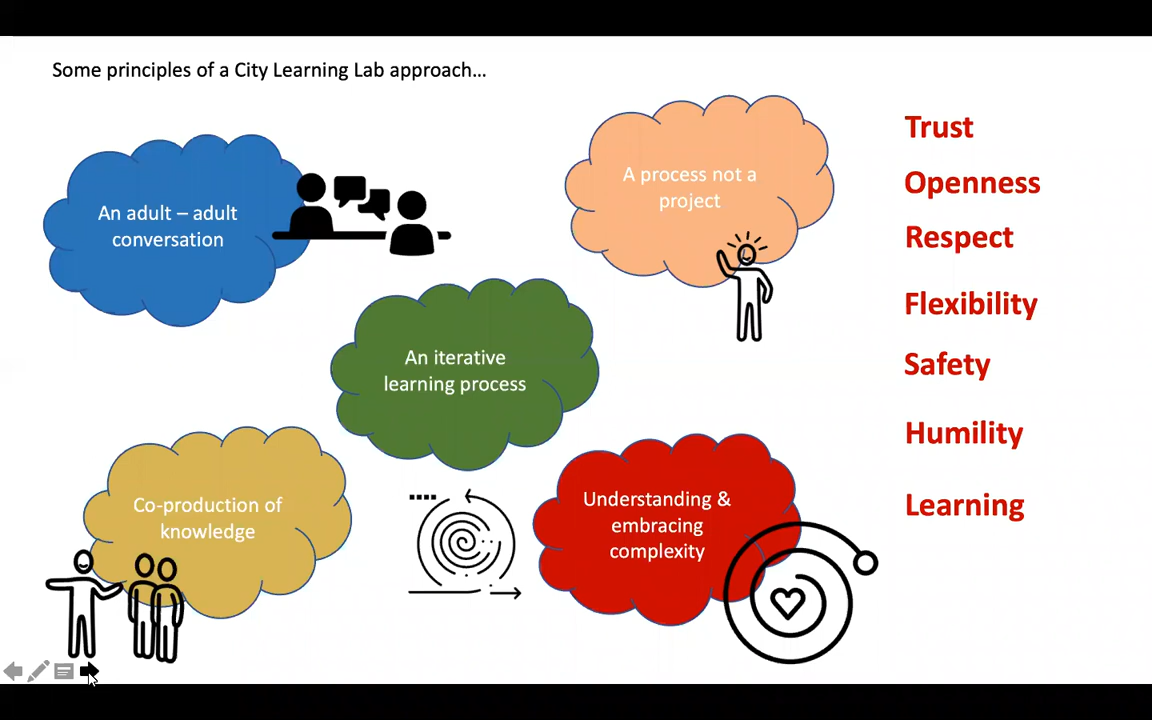 Some principles of a City Learning Lab approach...
An adult – adult
conversation
A process not a
project
An iterative
learning process
Co-production of
knowledge
Understanding &
embracing
complexity
Trust
Openness
Respect
Flexibility
Safety
Humility
Learning